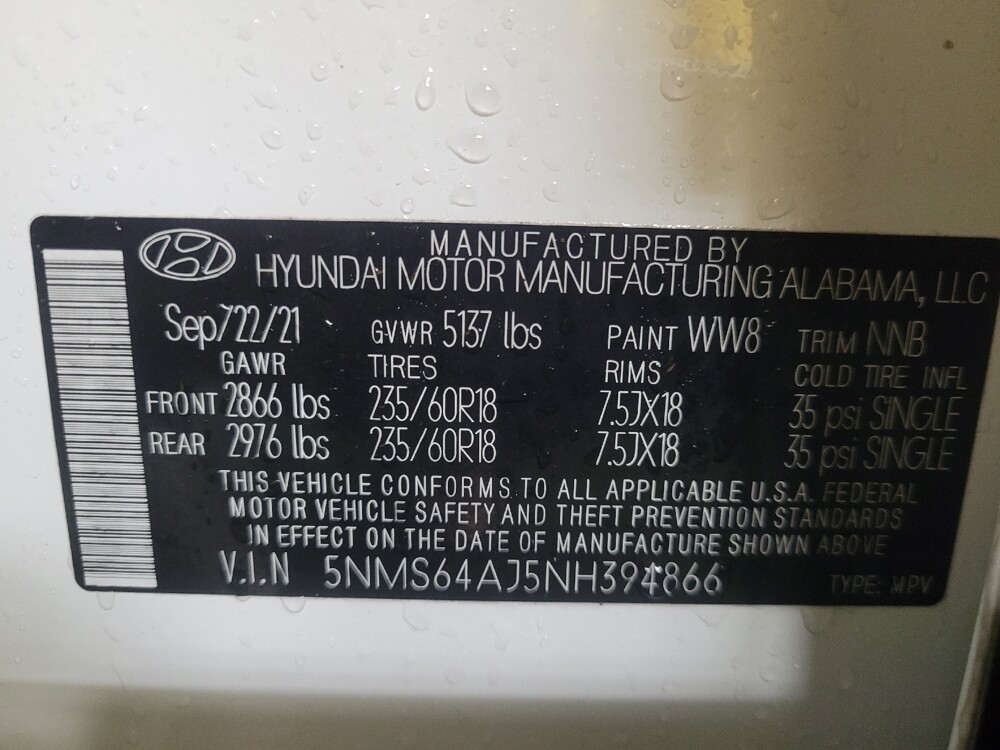 MANUFACTURED BY
HYUNDAI MOTOR MANUFACTURING ALABAMA, LLC
Sep/22/21 GVWR 5137 lbs PAINT WW8 TRIM NNB
GAWR TIRES RIMS COLD TIRE INFL
FRONT 2866 lbs 235/60R18 7.5JX18 35 psi SINGLE
REAR 2976 lbs 235/60R18 7.5JX18 35 psi SINGLE
THIS VEHICLE CONFORMS TO ALL APPLICABLE U.S.A. FEDERAL
MOTOR VEHICLE SAFETY AND THEFT PREVENTION STANDARDS
IN EFFECT ON THE DATE OF MANUFACTURE SHOWN ABOVE
V.I.N 5NMS64AJ5NH394866 TYPE: MPV